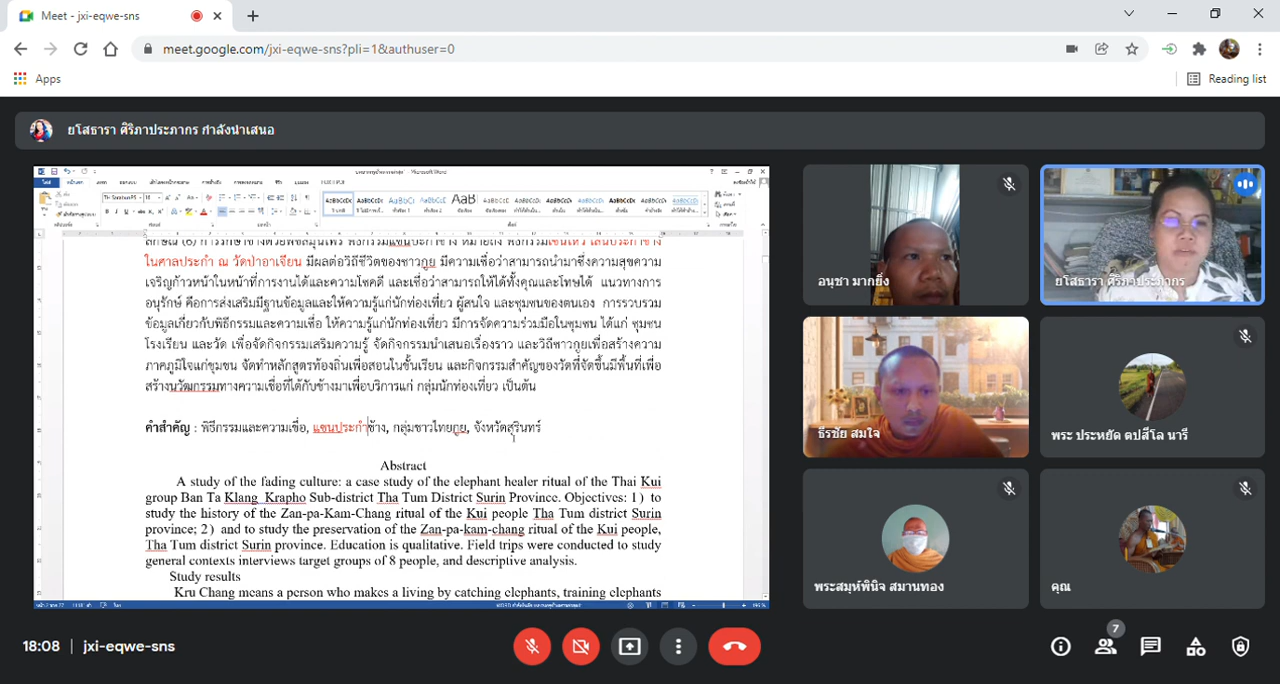 Meet - jxi-eqwe-sns
meet.google.com/jxi-eqwe-sns?pli=1&authuser=0
Apps
Reading list
ยโสธารา ศิริภาประภากร กำลังนำเสนอ
Microsoft Word
ในศาลประกำ ณ วัดป่าอาเจียง มีผลต่อวิถีชีวิตของชาวกูย มีความเชื่อว่าสามารถนำมาซึ่งความสุขความ
เจริญก้าวหน้าในหน้าที่การงานได้และความโชคดี และเชื่อว่าสามารถให้ได้ทั้งคุณและโทษได้ แนวทางการ
อนุรักษ์ คือการส่งเสริมมีฐานข้อมูลและให้ความรู้แก่นักท่องเที่ยว ผู้สนใจ และชุมชนของตนเอง การรวบรวม
ข้อมูลเกี่ยวกับพิธีกรรมและความเชื่อ ให้ความรู้แก่นักท่องเที่ยว มีการจัดความร่วมมือในชุมชน ได้แก่ ชุมชน
โรงเรียน และวัด เพื่อจัดกิจกรรมเสริมความรู้ จัดกิจกรรมนำเสนอเรื่องราว และวิถีชาวกูยเพื่อสร้างความ
ภาคภูมิใจแก่ชุมชน จัดทำหลักสูตรท้องถิ่นเพื่อสอนในชั้นเรียน และกิจกรรมสำคัญของวัดที่จัดขึ้นมีพื้นที่เพื่อ
สร้างนวัตกรรมทางความเชื่อที่ได้กับช้างมาเพื่อบริการแก่ กลุ่มนักท่องเที่ยว เป็นต้น
คำสำคัญ : พิธีกรรมและความเชื่อ, แซนประกำช้าง, กลุ่มชาวไทยกูย, จังหวัดสุรินทร์
Abstract
A study of the fading culture: a case study of the elephant healer ritual of the Thai Kui
group Ban Ta Klang Krapho Sub-district Tha Tum District Surin Province. Objectives: 1) to
study the history of the Zan-pa-Kam-Chang ritual of the Kui people Tha Tum district Surin
province; 2) and to study the preservation of the Zan-pa-kam-chang ritual of the Kui people,
Tha Tum district Surin province. Education is qualitative. Field trips were conducted to study
general contexts interviews target groups of 8 people, and descriptive analysis.
Study results
Kru Chang means a person who makes a living by catching elephants, training elephants
อนุชา มากยิ่ง
ยโสธารา ศิริภาประภากร
ธีรชัย สมใจ
พระ ประหยัด ตปสีโล นารี
พระสมุห์พินิจ สมานทอง
คุณ
18:08 | jxi-eqwe-sns
7